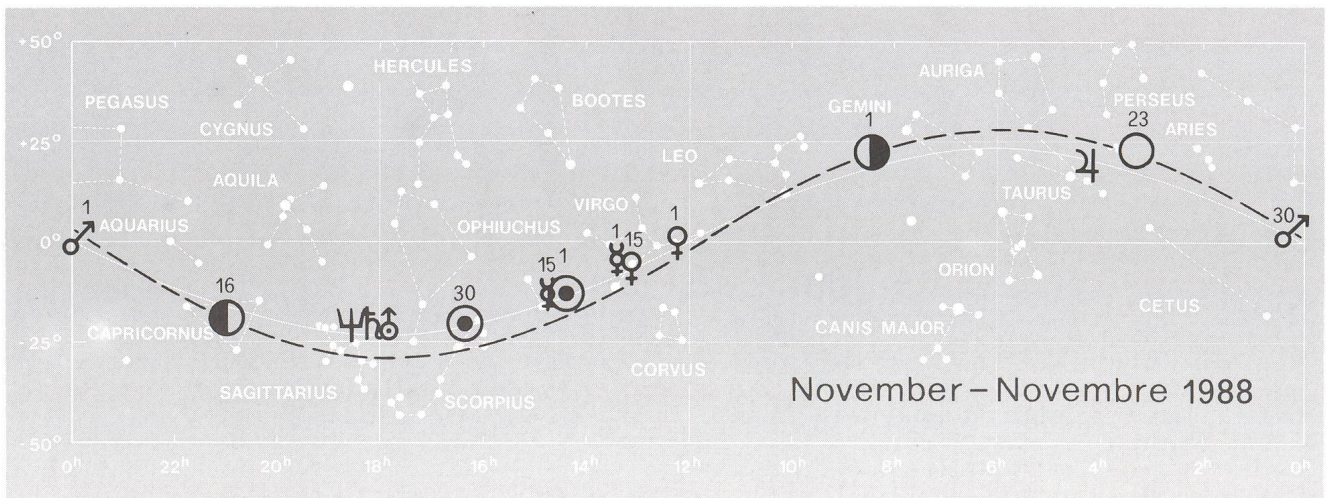 +50°
HERCULES
AURIGA
PEGASUS
BOOTES
GEMINI
PERSEUS
CYGNUS
1
23
ARIES
+25°
LEO
AQUILA
TAURUS
VIRGO
1
AQUARIUS
OPHIUCHUS
1
15
1
30
0°
15
1
ORION
16
30
CETUS
CAPRICORNUS
CANIS MAJOR
-25°
CORVUS
SAGITTARIUS
SCORPIUS
November – Novembre 1988
-50°
0h 22h 20h 18h 16h 14h 12h 10h 8h 6h 4h 2h 0h